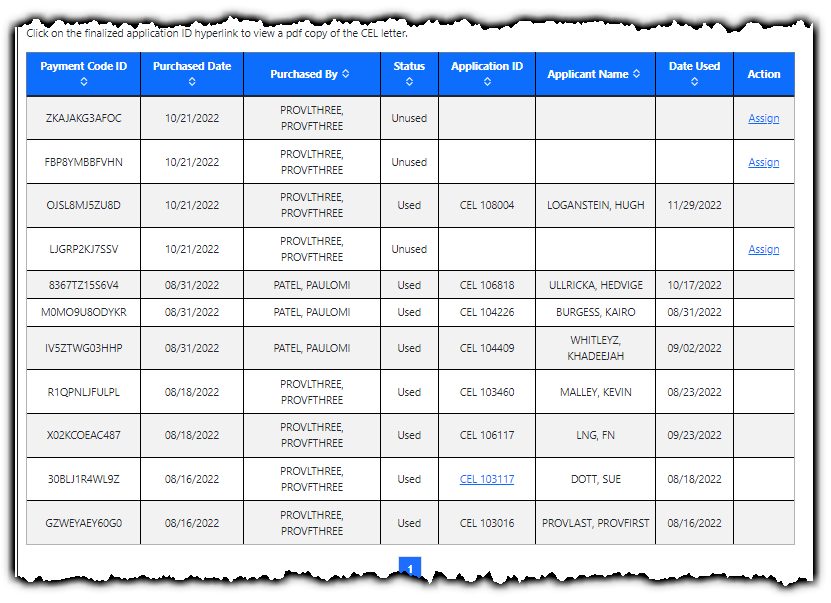 Click on the finalized application ID hyperlink to view a pdf copy of the CEL letter.
Payment Code ID Purchased Date Purchased By Status Application ID Applicant Name Date Used Action
ZKAJAKG3AFOC 10/21/2022 PROVLTHREE, PROVFTHREE Unused Assign
FBP8YMBBFVHN 10/21/2022 PROVLTHREE, PROVFTHREE Unused Assign
OJSL8MJ5ZU8D 10/21/2022 PROVLTHREE, PROVFTHREE Used CEL 108004 LOGANSTEIN, HUGH 11/29/2022
LJGRP2KJ7SSV 10/21/2022 PROVLTHREE, PROVFTHREE Unused Assign
8367TZ15S6V4 08/31/2022 PATEL, PAULOMI Used CEL 106818 ULLRICKA, HEDVIGE 10/17/2022
M0MO9U8ODYKR 08/31/2022 PATEL, PAULOMI Used CEL 104226 BURGESS, KAIRO 08/31/2022
IV5ZTWG03HHP 08/31/2022 PATEL, PAULOMI Used CEL 104409 WHITLEYZ, KHADEEJAH 09/02/2022
R1QPNLJFULPL 08/18/2022 PROVLTHREE, PROVFTHREE Used CEL 103460 MALLEY, KEVIN 08/23/2022
X02KCOEAC487 08/18/2022 PROVLTHREE, PROVFTHREE Used CEL 106117 LNG, FN 09/23/2022
30BLJ1R4WL9Z 08/16/2022 PROVLTHREE, PROVFTHREE Used CEL 103117 DOTT, SUE 08/18/2022
GZWEYAEY60G0 08/16/2022 PROVLTHREE, PROVFTHREE Used CEL 103016 PROVLAST, PROVFIRST 08/16/2022
1